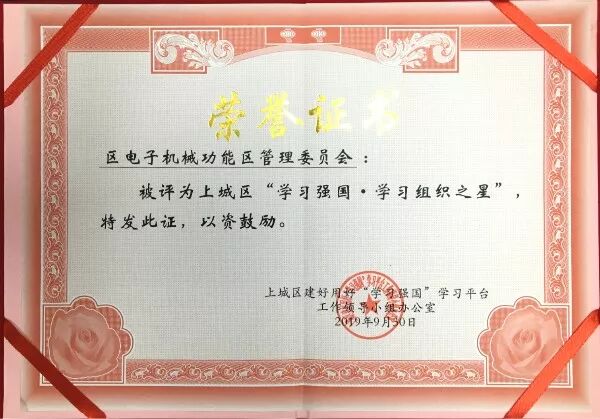 荣誉证书
区电子机械功能区管理委员会：
被评为上城区“学习强国·学习组织之星”，
特发此证，以资鼓励。
上城区建好用好“学习强国”学习平台
工作领导小组办公室
2019年9月30日